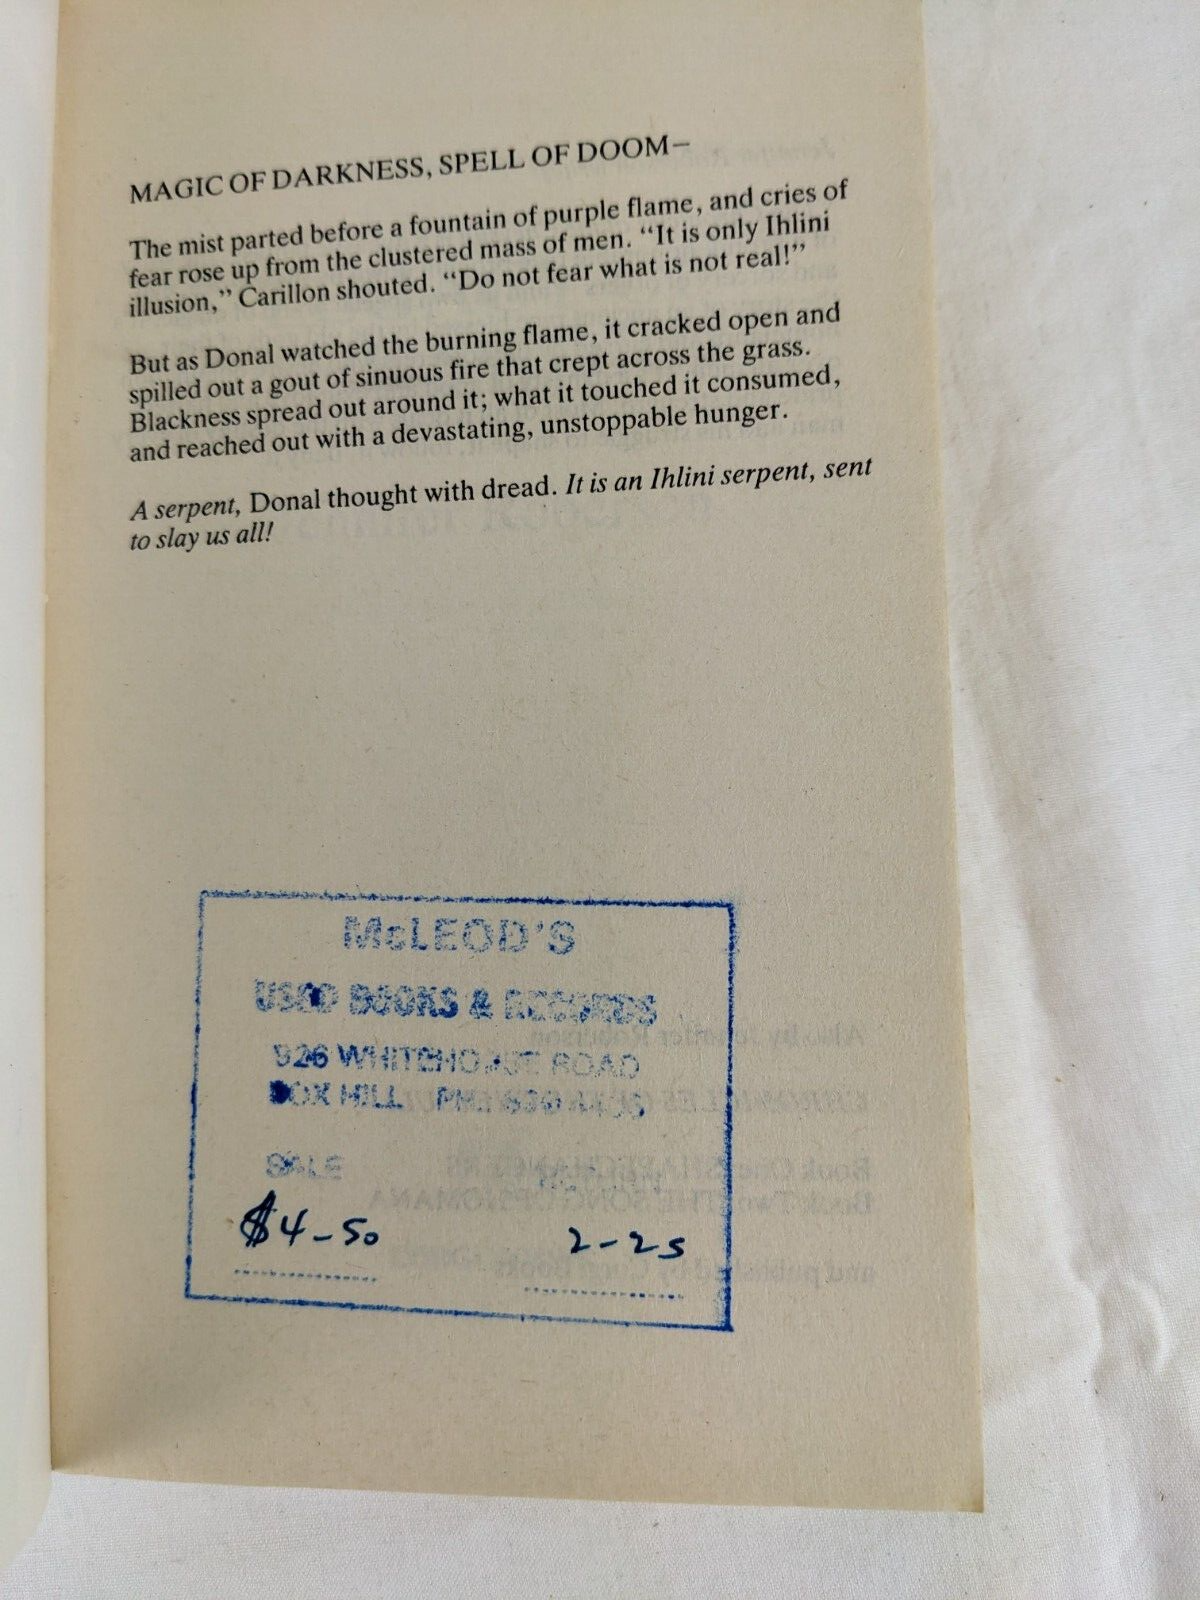 MAGIC OF DARKNESS, SPELL OF DOOM—
The mist parted before a fountain of purple flame, and cries of
fear rose up from the clustered mass of men. “It is only Ihlini
illusion,” Carillon shouted. “Do not fear what is not real!”
But as Donal watched the burning flame, it cracked open and
spilled out a gout of sinuous fire that crept across the grass.
Blackness spread out around it; what it touched it consumed,
and reached out with a devastating, unstoppable hunger.
A serpent, Donal thought with dread. It is an Ihlini serpent, sent
to slay us all!
McLEOD'S
USED BOOKS & RECORDS
926 WHITEHORSE ROAD
BOX HILL PH.
SALE
$4-50 2-25